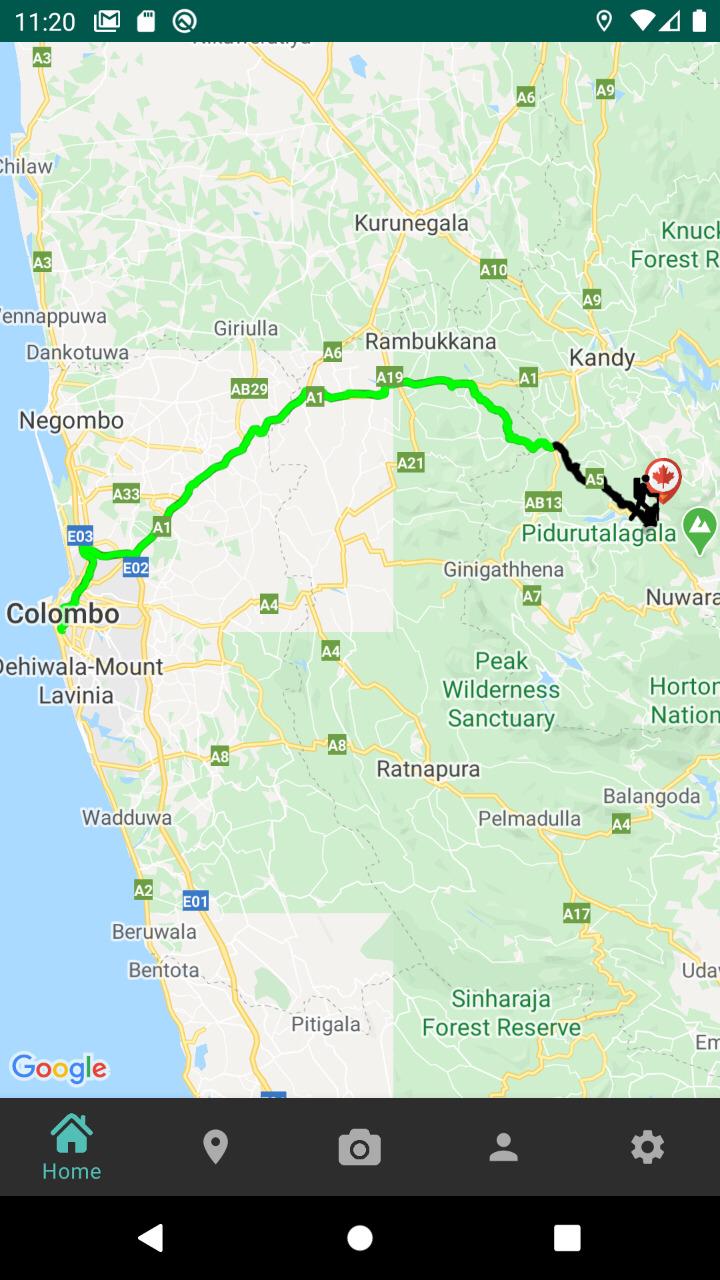 11:20
A3
A6
A9
Chilaw
Kurunegala
Knuck
Forest R
A3
A10
A9
Vennappuwa
Giriulla
A6
Rambukkana
Dankotuwa
Kandy
AB29
A1
A19
A1
Negombo
A21
A33
A5
AB13
A1
E03
Pidurutalagala
E02
Ginigathhena
Colombo
A4
A7
Nuwara
Dehiwala-Mount
Lavinia
A4
Peak
Wilderness
Sanctuary
Horton
Nation
A8
A8
Ratnapura
Balangoda
Wadduwa
Pelmadulla
A4
A2
E01
A17
Beruwala
Bentota
Uda
Sinharaja
Forest Reserve
Pitigala
Em
Google
Home